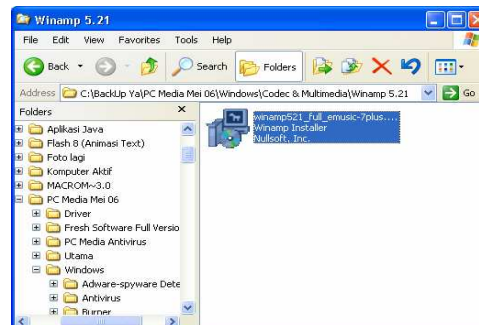 Winamp 5.21
File Edit View Favorites Tools Help
Back Search Folders
Address C:\BackUp Ya\PC Media Mei 06\Windows\Codec & Multimedia\Winamp 5.21 Go
Folders
Aplikasi Java
Flash 8 (Animasi Text)
Foto lagi
Komputer Aktif
MACROM~3.0
PC Media Mei 06
Driver
Fresh Software Full Versio
PC Media Antivirus
Utama
Windows
Adware-spyware Dete
Antivirus
Burner
winamp521_full_emusic-7plus....
Winamp Installer
Nullsoft, Inc.